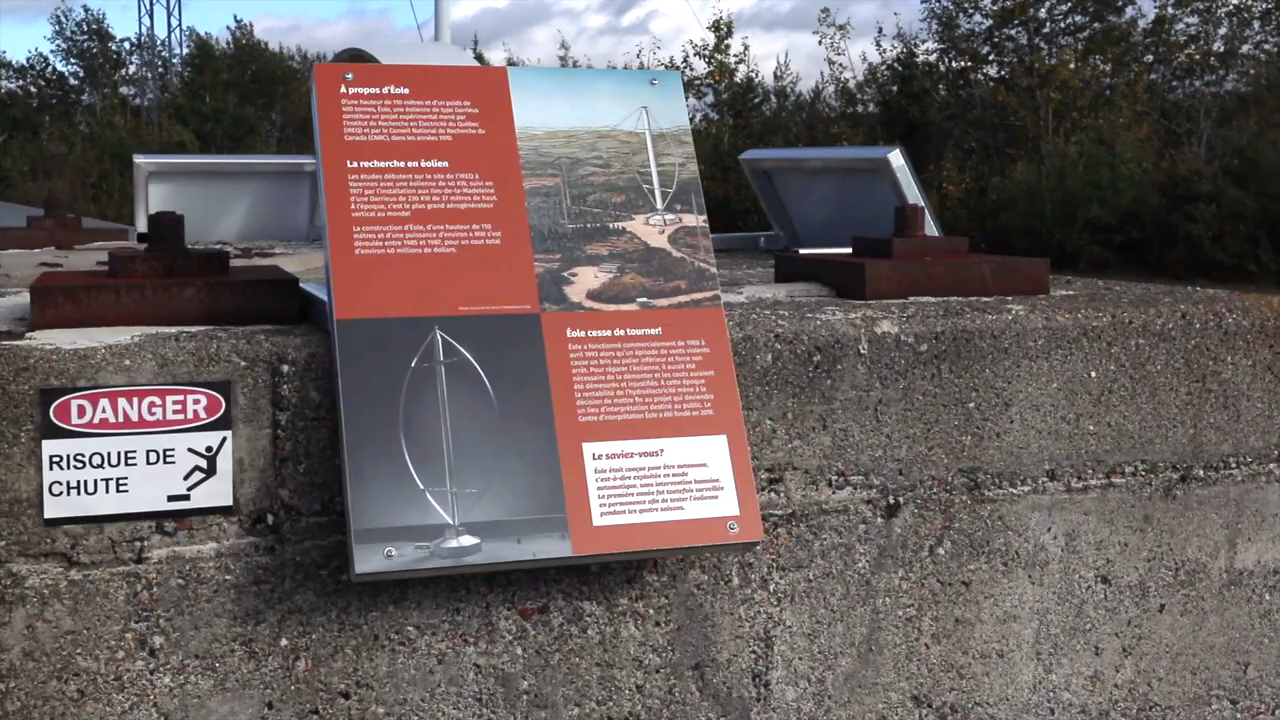 À propos d'Éole
D'une hauteur de 110 mètres et d'un poids de
400 tonnes, Éole, une éolienne de type Darrieus
constitue un projet expérimental mené par
l'Institut de Recherche en Électricité du Québec
(IREQ) et par le Conseil National de Recherche du
Canada (CNRC), dans les années 1970.
La recherche en éolien
Les études débutent sur le site de l'IREQ à
Varennes avec une éolienne de 40 KW, suivi en
1977 par l'installation aux Iles-de-la-Madeleine
d'une Darrieus de 230 KW de 37 mètres de haut.
À l'époque, c'est le plus grand aérogénérateur
vertical au monde!
La construction d'Éole, d'une hauteur de 110
mètres et d'une puissance d'environ 4 MW s'est
déroulée entre 1985 et 1987, pour un cout total
d'environ 40 millions de dollars.
Éole cesse de tourner!
Éole a fonctionné commercialement de 1988 à
avril 1993 alors qu'un épisode de vents violents
cause un bris au palier inférieur et force son
arrêt. Pour réparer l'éolienne, il aurait été
nécessaire de la démonter et les couts auraient
été démesurés et injustifiés. À cette époque
la rentabilité de l'hydroélectricité mène à la
décision de mettre fin au projet qui deviendra
un lieu d'interprétation destiné au public. Le
Centre d'interprétation Éole a été fondé en 2019.
Le saviez-vous?
Éole était conçue pour être autonome,
c'est-à-dire exploitée en mode
automatique, sans intervention humaine.
La première année fut toutefois surveillée
en permanence afin de tester l'éolienne
pendant les quatre saisons.
DANGER
RISQUE DE
CHUTE